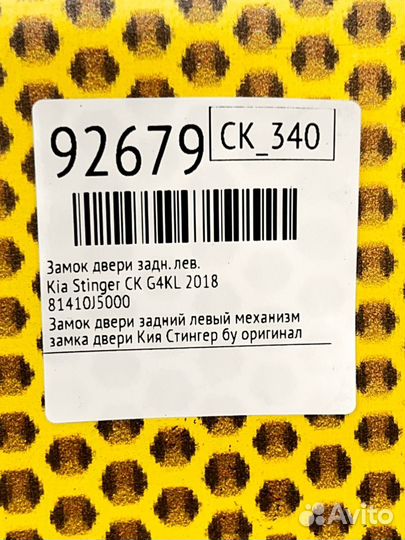 92679
CK_340
Замок двери задн. лев.
Kia Stinger CK G4KL 2018
81410J5000
Замок двери задний левый механизм
замка двери Кия Стингер бу оригинал
Avito